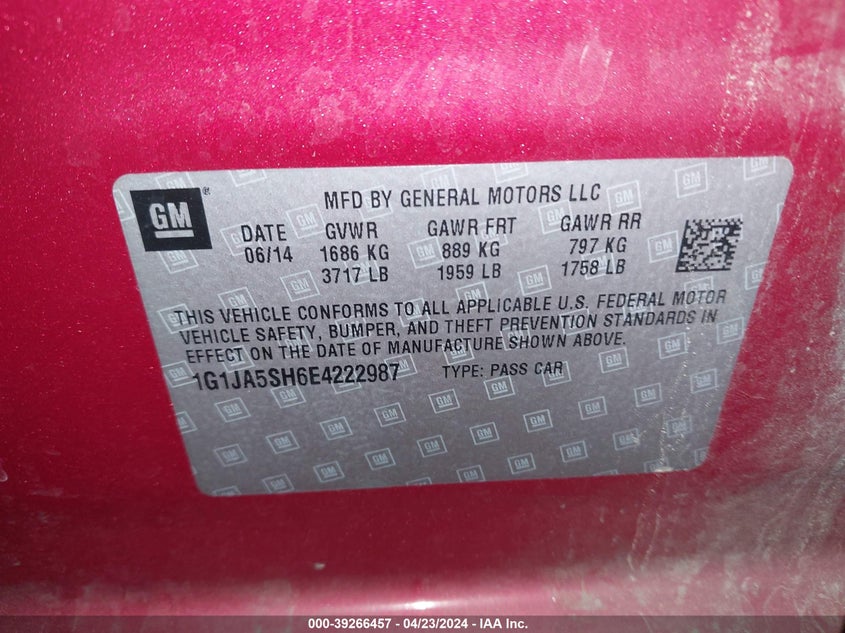 GM ®
MFD BY GENERAL MOTORS LLC
DATE GVWR GAWR FRT GAWR RR
06/14 1686 KG 889 KG 797 KG
3717 LB 1959 LB 1758 LB
THIS VEHICLE CONFORMS TO ALL APPLICABLE U.S. FEDERAL MOTOR
VEHICLE SAFETY, BUMPER, AND THEFT PREVENTION STANDARDS IN
EFFECT ON THE DATE OF MANUFACTURE SHOWN ABOVE.
1G1JA5SH6E4222987 TYPE: PASS CAR
000-39266457 - 04/23/2024 - IAA Inc.